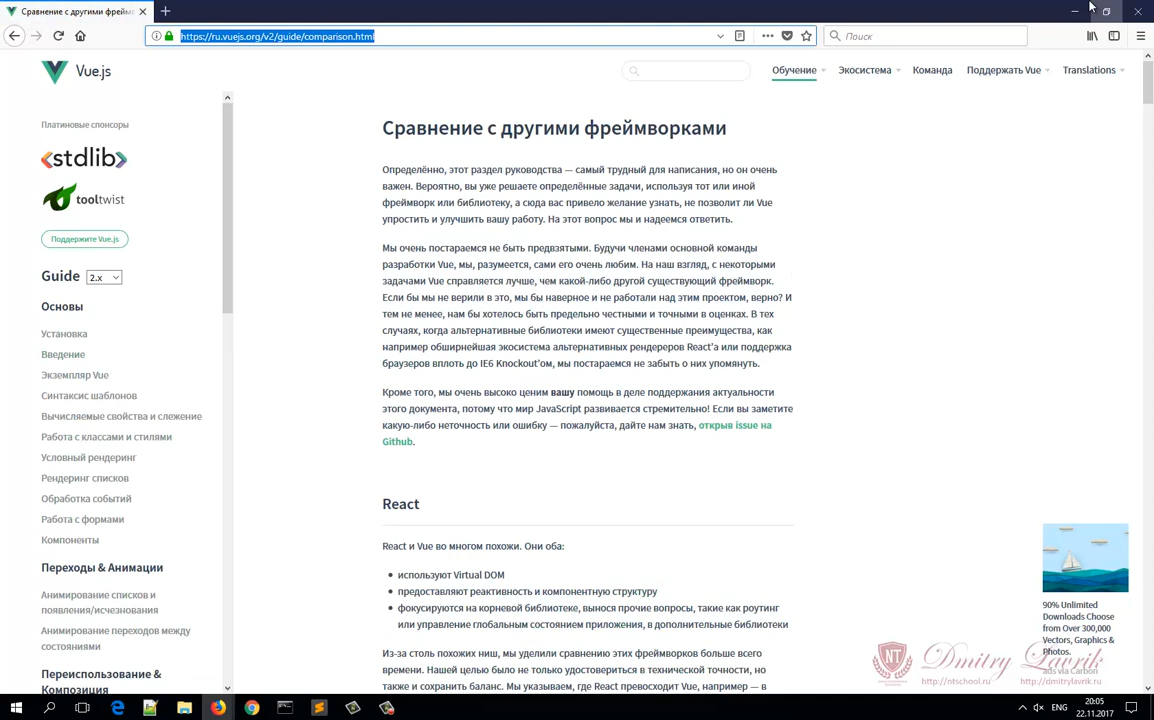 Сравнение с другими фреймв
https://ru.vuejs.org/v2/guide/comparison.html
Поиск
Vue.js
Обучение
Экосистема
Команда
Поддержать Vue
Translations
Платиновые спонсоры
<stdlib>
tooltwist
Поддержите Vue.js
Guide 2.x
Основы
Установка
Введение
Экземпляр Vue
Синтаксис шаблонов
Вычисляемые свойства и слежение
Работа с классами и стилями
Условный рендеринг
Рендеринг списков
Обработка событий
Работа с формами
Компоненты
Переходы & Анимации
Анимирование списков и
появления/исчезнования
Анимирование переходов между
состояниями
Переиспользование &
Композиция
Сравнение с другими фреймворками
Определённо, этот раздел руководства — самый трудный для написания, но он очень
важен. Вероятно, вы уже решаете определённые задачи, используя тот или иной
фреймворк или библиотеку, а сюда вас привело желание узнать, не позволит ли Vue
упростить и улучшить вашу работу. На этот вопрос мы и надеемся ответить.
Мы очень постараемся не быть предвзятыми. Будучи членами основной команды
разработки Vue, мы, разумеется, сами его очень любим. На наш взгляд, с некоторыми
задачами Vue справляется лучше, чем какой-либо другой существующий фреймворк.
Если бы мы не верили в это, мы бы наверное и не работали над этим проектом, верно? И
тем не менее, нам бы хотелось быть предельно честными и точными в оценках. В тех
случаях, когда альтернативные библиотеки имеют существенные преимущества, как
например обширнейшая экосистема альтернативных рендереров React'а или поддержка
браузеров вплоть до IE6 Knockout'ом, мы постараемся не забыть о них упомянуть.
Кроме того, мы очень высоко ценим вашу помощь в деле поддержания актуальности
этого документа, потому что мир JavaScript развивается стремительно! Если вы заметите
какую-либо неточность или ошибку — пожалуйста, дайте нам знать, открыв issue на
Github.
React
React и Vue во многом похожи. Они оба:
используют Virtual DOM
предоставляют реактивность и компонентную структуру
фокусируются на корневой библиотеке, вынося прочие вопросы, такие как роутинг
или управление глобальным состоянием приложения, в дополнительные библиотеки
Из-за столь похожих ниш, мы уделили сравнению этих фреймворков больше всего
времени. Нашей целью было не только удостовериться в технической точности, но
также и сохранить баланс. Мы указываем, где React превосходит Vue, например — в
90% Unlimited
Downloads Choose
from Over 300,000
Vectors, Graphics &
Photos.
ads via Carbon
NT
Dmitry Lavrik
http://ntschool.ru
http://dmitrylavrik.ru
ENG
20:05
22.11.2017